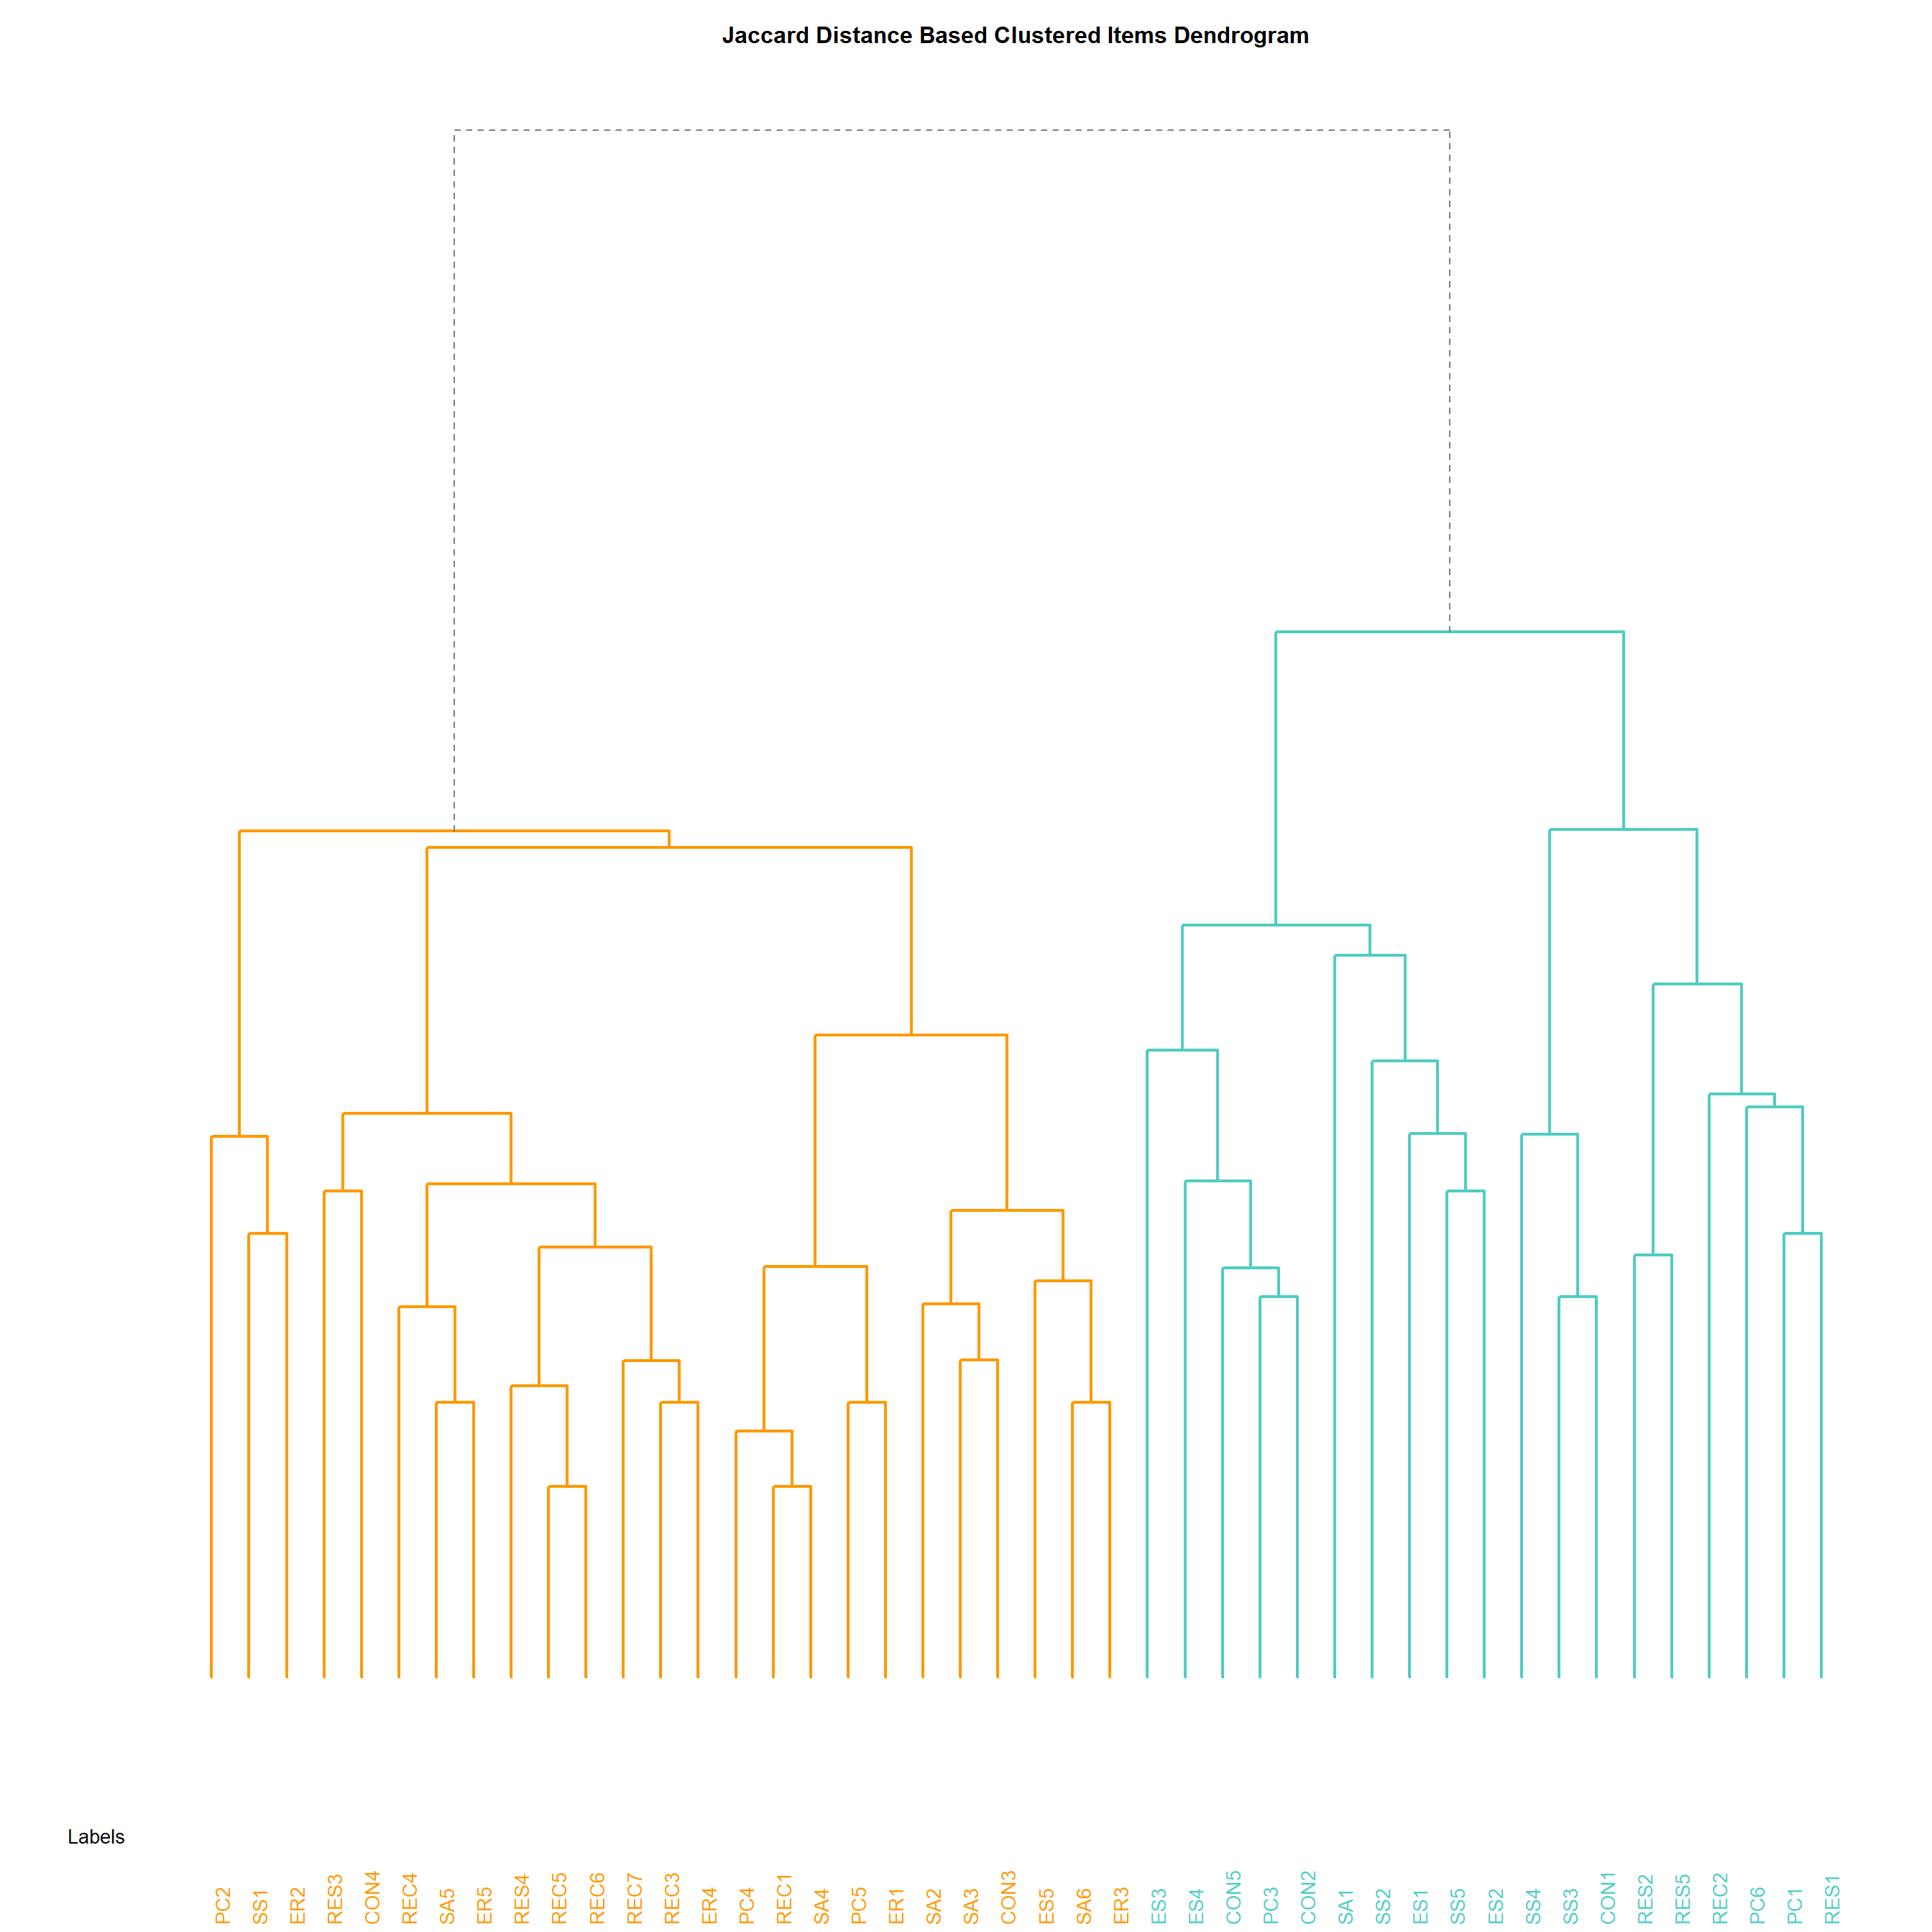 Jaccard Distance Based Clustered Items Dendrogram
Labels
PC2
SS1
ER2
RES3
CON4
REC4
SA5
ER5
RES4
REC5
REC6
REC7
REC3
ER4
PC4
REC1
SA4
PC5
ER1
SA2
SA3
CON3
ES5
SA6
ER3
ES3
ES4
CON5
PC3
CON2
SA1
SS2
ES1
SS5
ES2
SS4
SS3
CON1
RES2
RES5
REC2
PC6
PC1
RES1